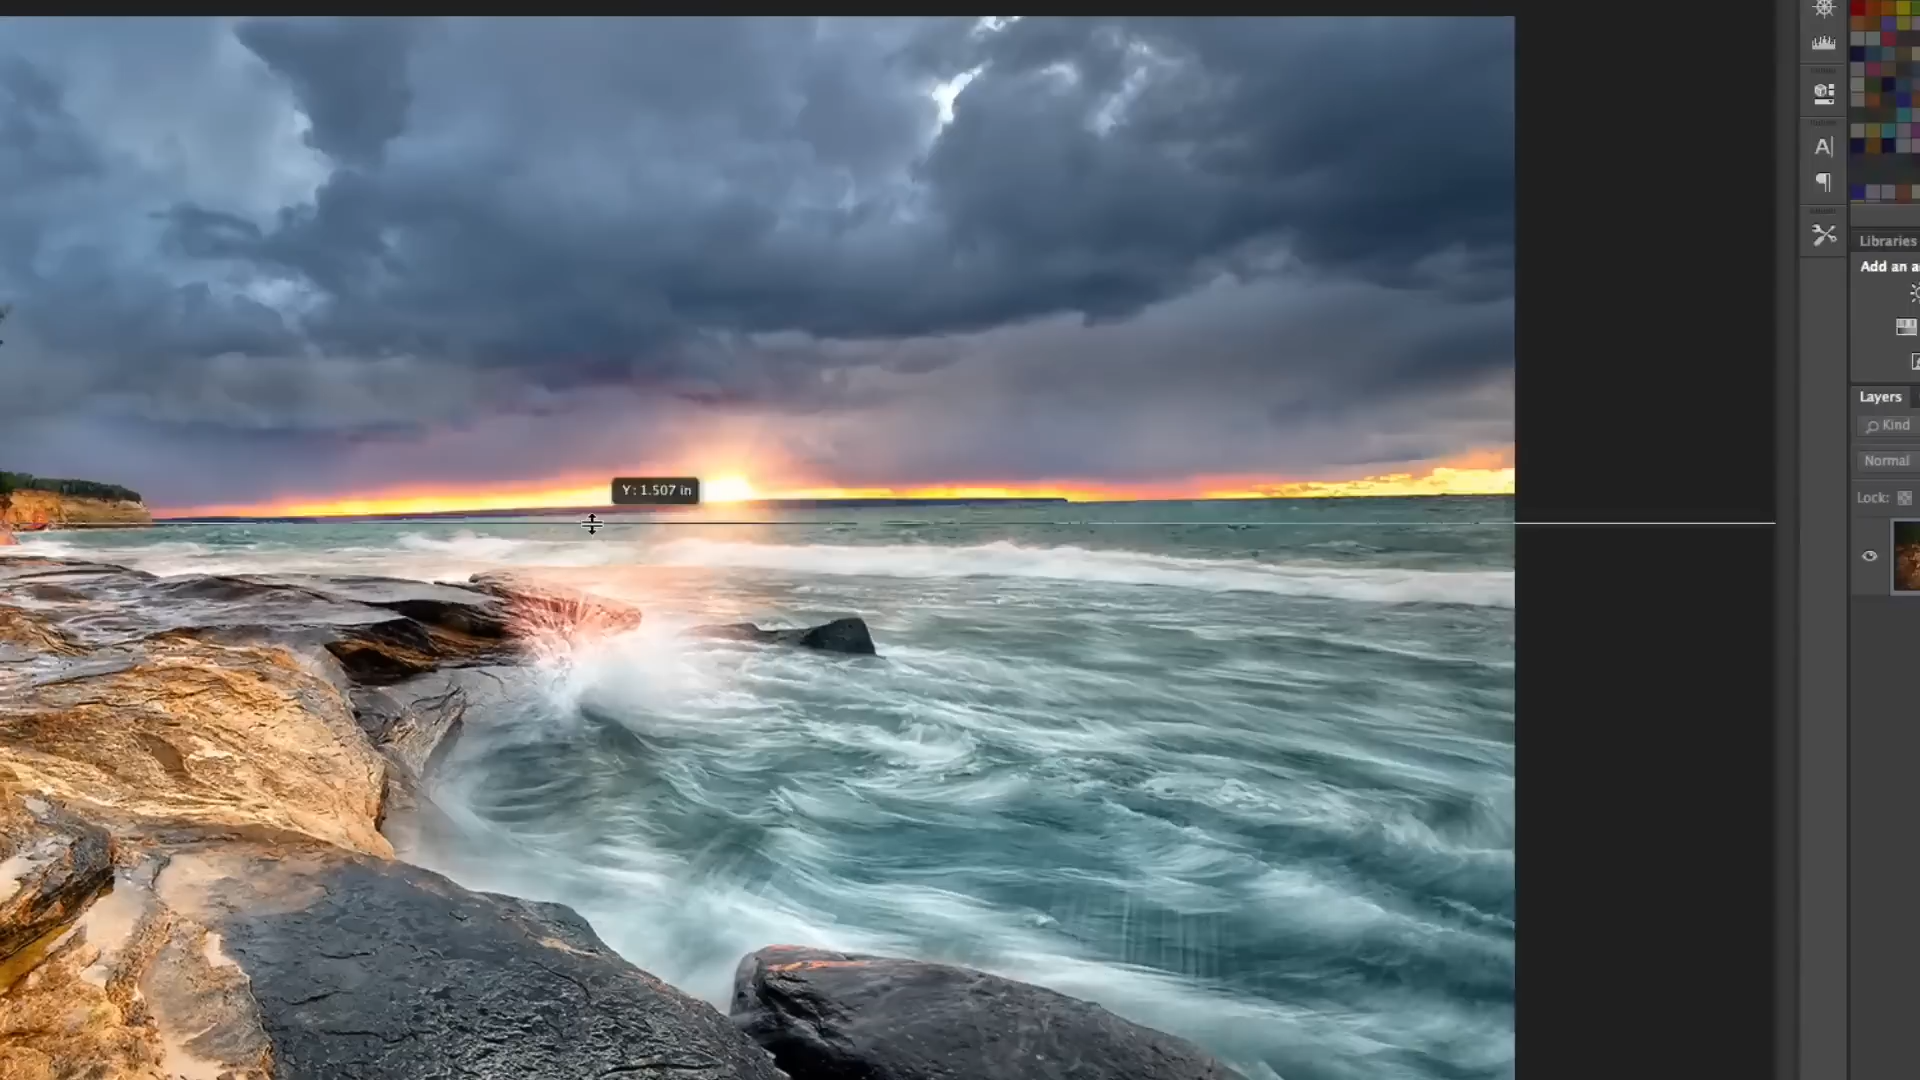 Libraries
Add an a
Layers
Kind
Normal
Lock:
Y: 1.507 in